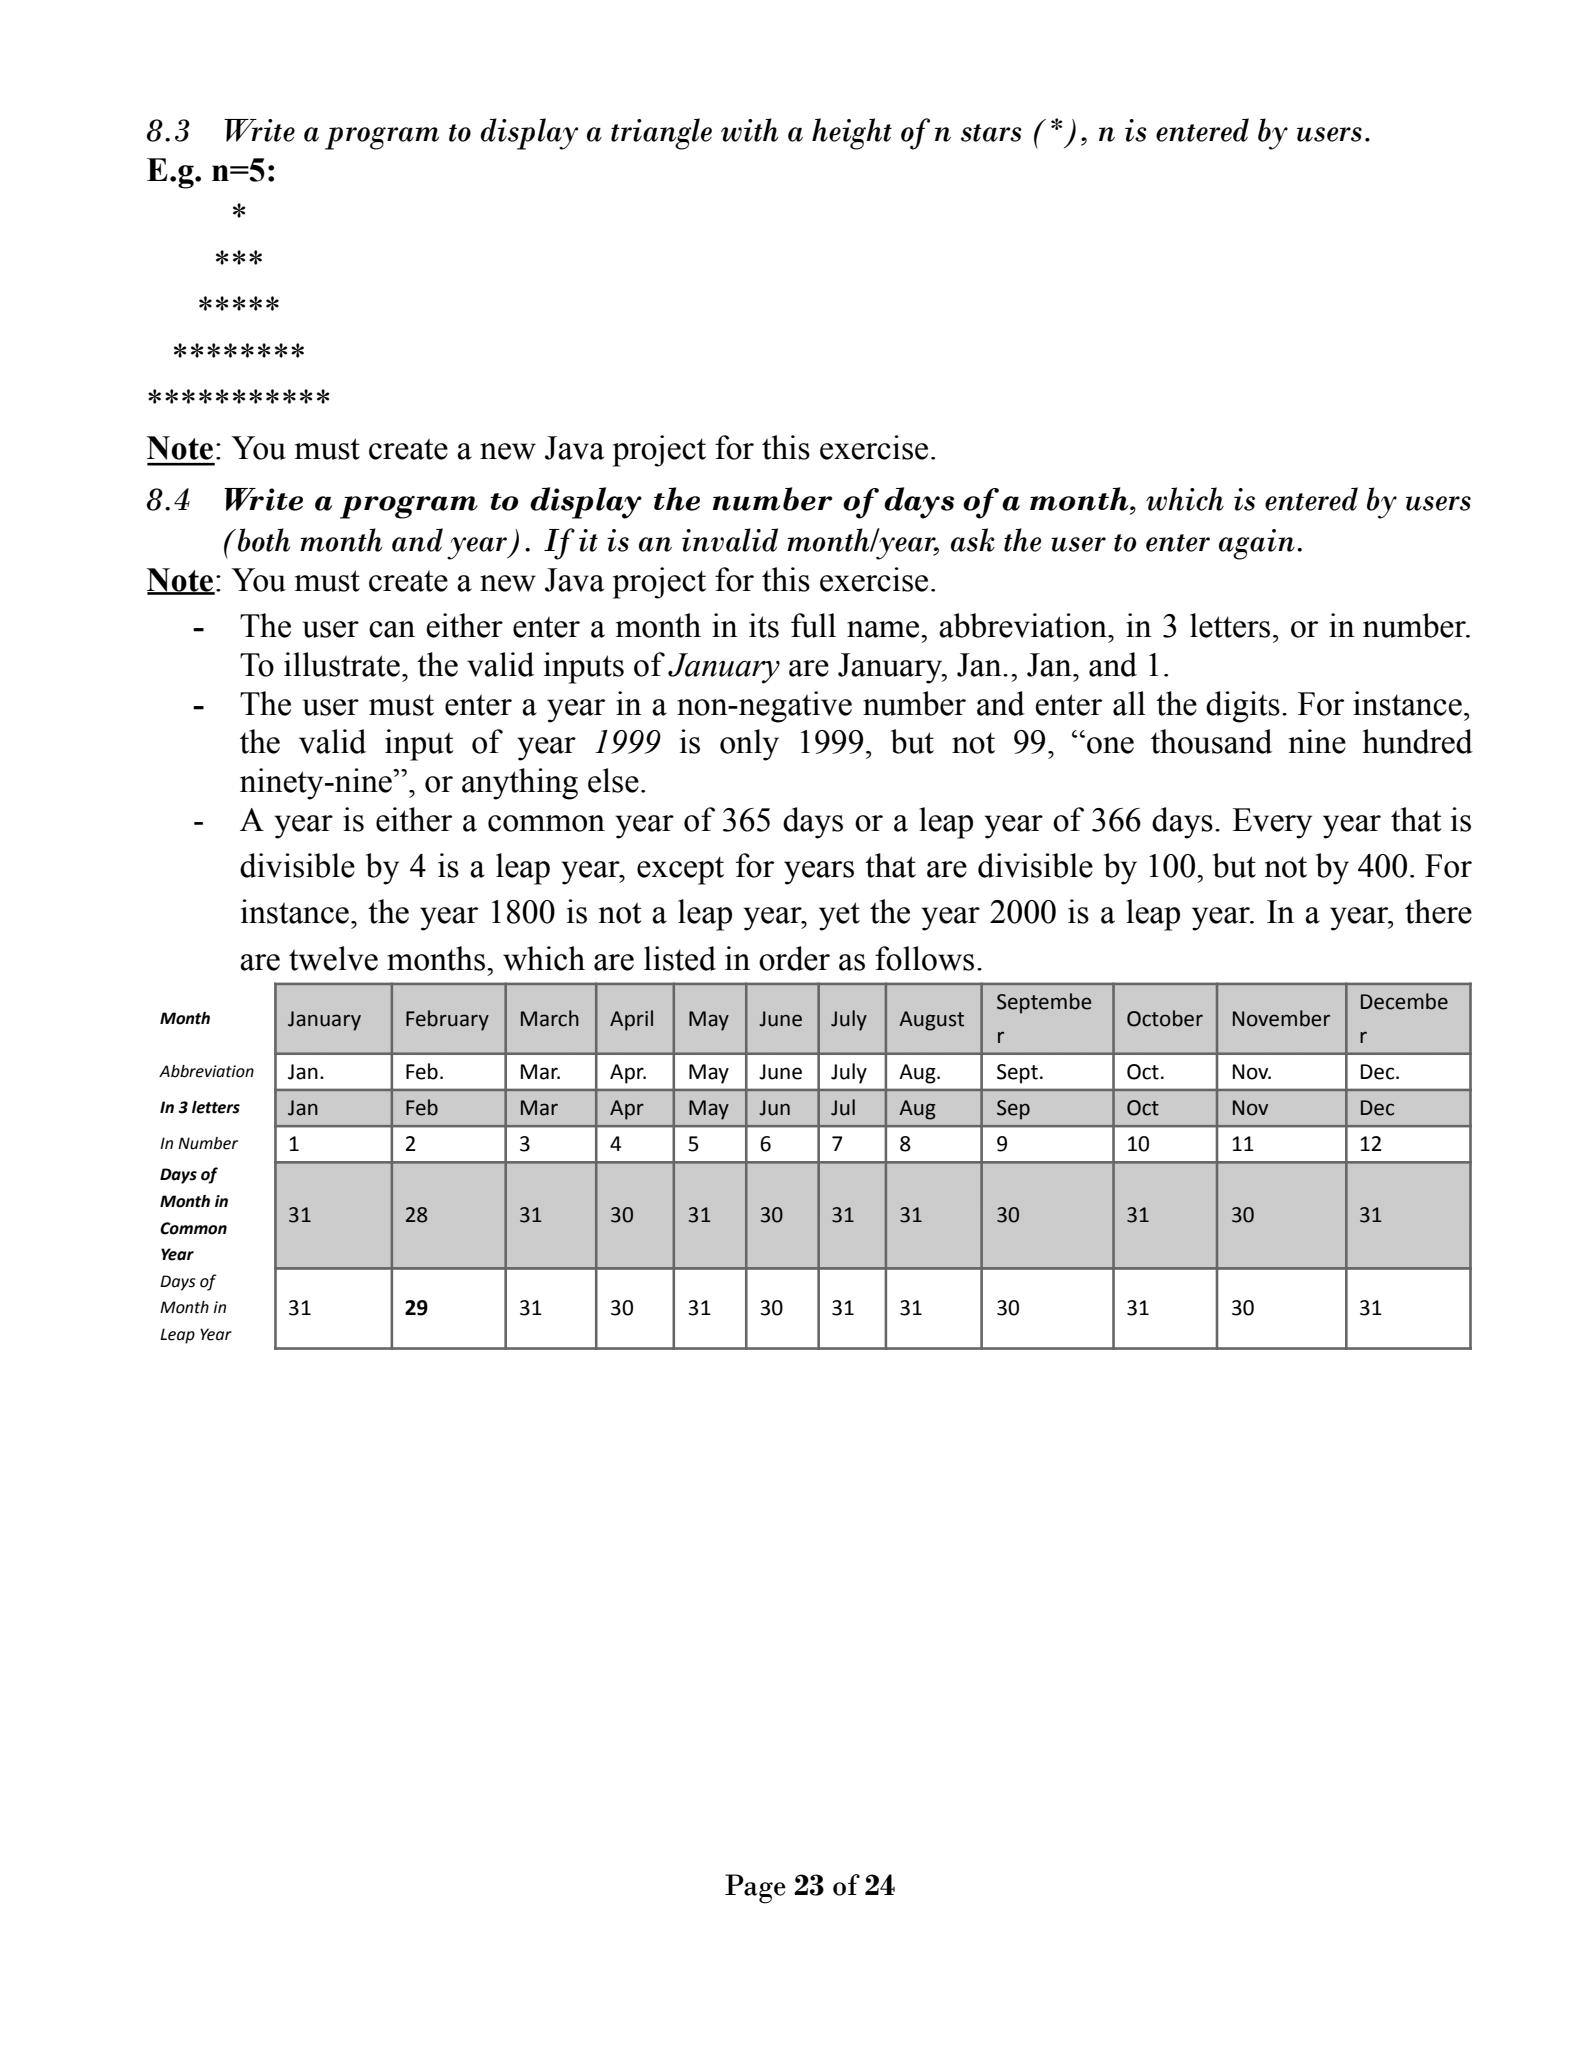 8.3 Write a program to display a triangle with a height of n stars (*), n is entered by users.
E.g. n=5:
*
***
*****
********
***********
Note: You must create a new Java project for this exercise.
8.4 Write a program to display the number of days of a month, which is entered by users
(both month and year). If it is an invalid month/year, ask the user to enter again.
Note: You must create a new Java project for this exercise.
- The user can either enter a month in its full name, abbreviation, in 3 letters, or in number.
To illustrate, the valid inputs of January are January, Jan., Jan, and 1.
- The user must enter a year in a non-negative number and enter all the digits. For instance,
the valid input of year 1999 is only 1999, but not 99, “one thousand nine hundred
ninety-nine”, or anything else.
- A year is either a common year of 365 days or a leap year of 366 days. Every year that is
divisible by 4 is a leap year, except for years that are divisible by 100, but not by 400. For
instance, the year 1800 is not a leap year, yet the year 2000 is a leap year. In a year, there
are twelve months, which are listed in order as follows.
Month January February March April May June July August Septembe r October November Decembe r
Abbreviation Jan. Feb. Mar. Apr. May June July Aug. Sept. Oct. Nov. Dec.
In 3 letters Jan Feb Mar Apr May Jun Jul Aug Sep Oct Nov Dec
In Number 1 2 3 4 5 6 7 8 9 10 11 12
Days of
Month in
Common
Year
31 28 31 30 31 30 31 31 30 31 30 31
Days of
Month in
Leap Year
31 29 31 30 31 30 31 31 30 31 30 31
Page 23 of 24